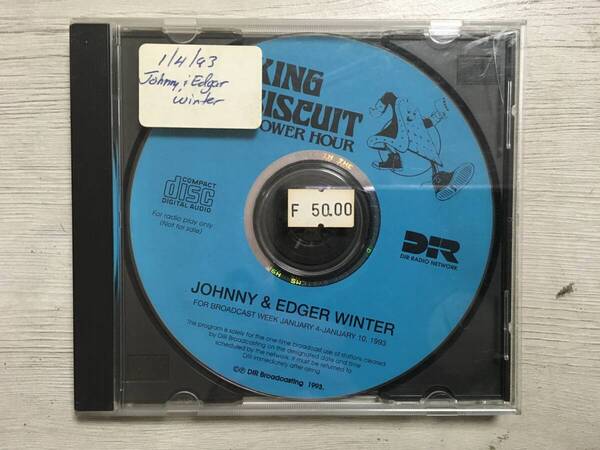 1/4/93
Johnny & Edgar
Winter
KING
BISCUIT
OWER HOUR
COMPACT
disc
DIGITAL AUDIO
For radio play only
(Not for sale)
F 50.00
DIR
DIR RADIO NETWORK
JOHNNY & EDGER WINTER
FOR BROADCAST WEEK JANUARY 4-JANUARY 10, 1993
This program is solely for the one-time broadcast use of stations cleared
by DIR Broadcasting on the designated date and time
scheduled by the network. It must be returned to
DIR immediately after airing.
©℗ DIR Broadcasting 1993.